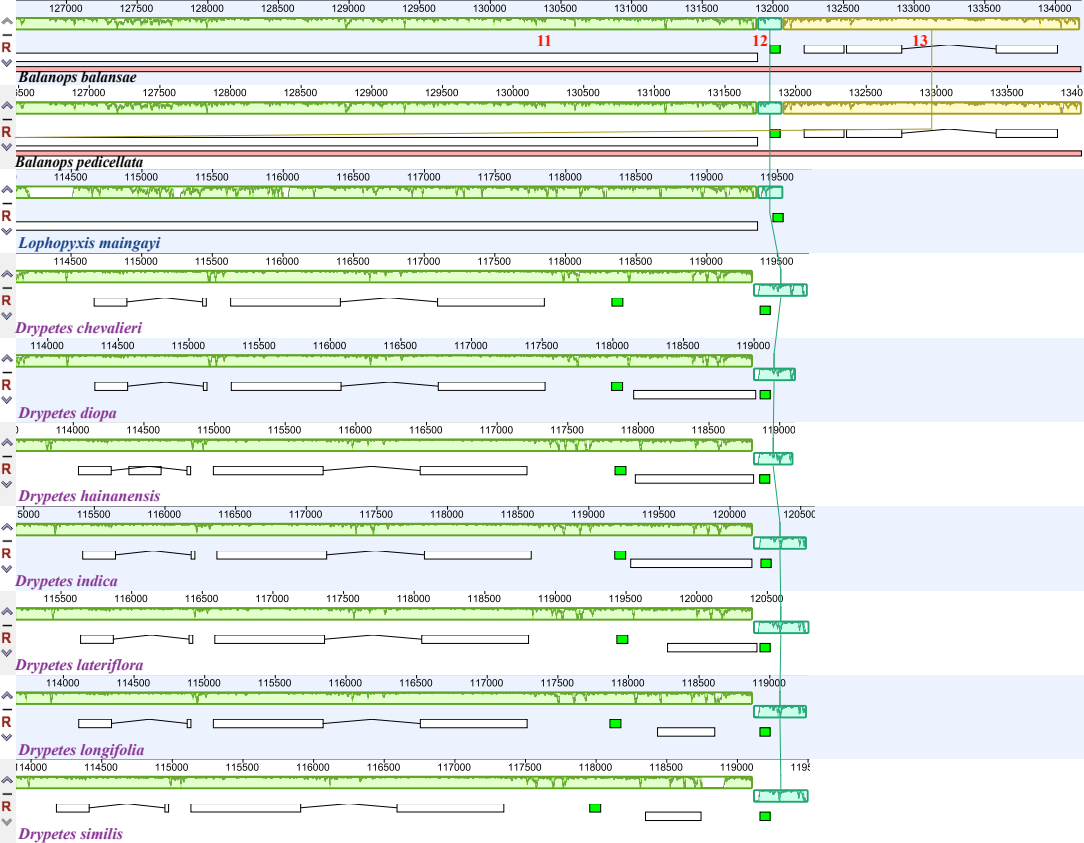 127000 127500 128000 128500 129000 129500 130000 130500 131000 131500 132000 132500 133000 133500 134000
11 12 13
R
Balanops balansae
500 127000 127500 128000 128500 129000 129500 130000 130500 131000 131500 132000 132500 133000 133500 1340
R
Balanops pedicellata
114500 115000 115500 116000 116500 117000 117500 118000 118500 119000 119500
R
Lophopyxis maingayi
114500 115000 115500 116000 116500 117000 117500 118000 118500 119000 119500
R
Drypetes chevalieri
114000 114500 115000 115500 116000 116500 117000 117500 118000 118500 119000
R
Drypetes diopa
0 114000 114500 115000 115500 116000 116500 117000 117500 118000 118500 119000
R
Drypetes hainanensis
5000 115500 116000 116500 117000 117500 118000 118500 119000 119500 120000 120500
R
Drypetes indica
115500 116000 116500 117000 117500 118000 118500 119000 119500 120000 120500
R
Drypetes lateriflora
114000 114500 115000 115500 116000 116500 117000 117500 118000 118500 119000
R
Drypetes longifolia
114000 114500 115000 115500 116000 116500 117000 117500 118000 118500 119000 1195
R
Drypetes similis